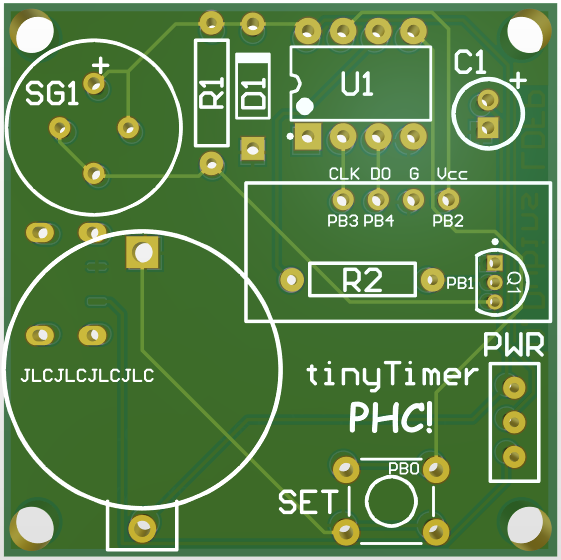 +
SG1
R1
D1
U1
C1
+
CLK DO G Vcc
PB3 PB4 PB2
R2
PB1
Q1
PWR
JLCJLCJLCJLC
tinyTimer
PHC!
PB0
SET